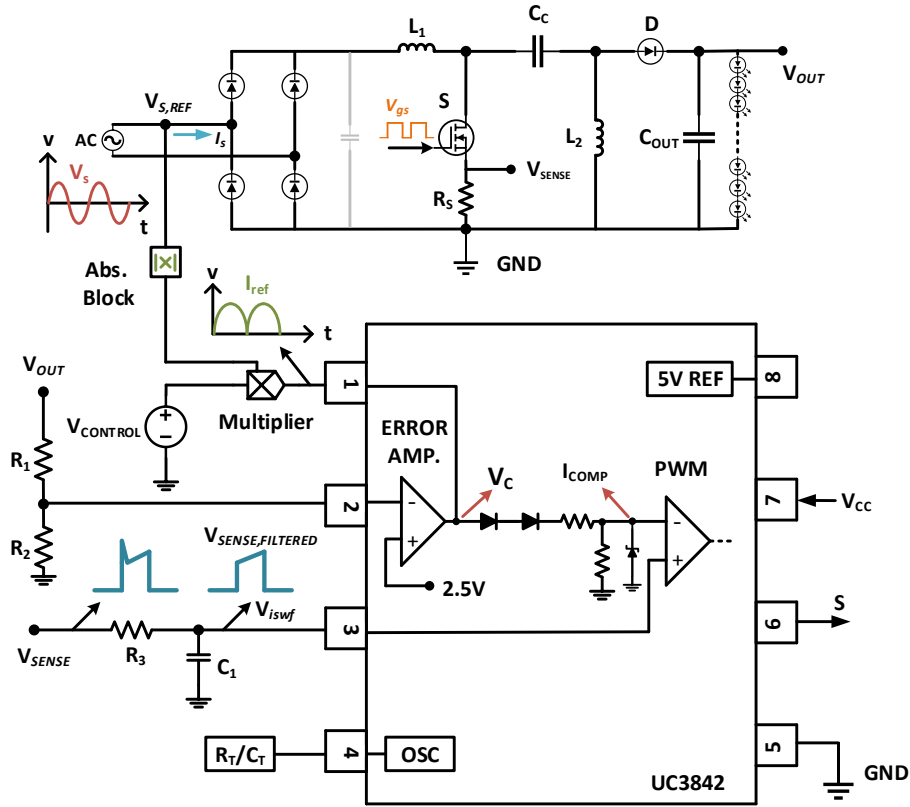 L1
CC
D
VOUT
VS,REF
S
Vgs
v
AC
Is
L2
COUT
VSENSE
Vs
RS
t
GND
|×|
Abs.
Block
v
Iref
t
VOUT
1
5V REF
8
Multiplier
VCONTROL
ERROR
AMP.
R1
VC
ICOMP
PWM
2
-
-
7
VCC
R2
VSENSE,FILTERED
+
+
2.5V
S
Viswf
3
6
VSENSE
R3
C1
RT/CT
4
OSC
5
GND
UC3842